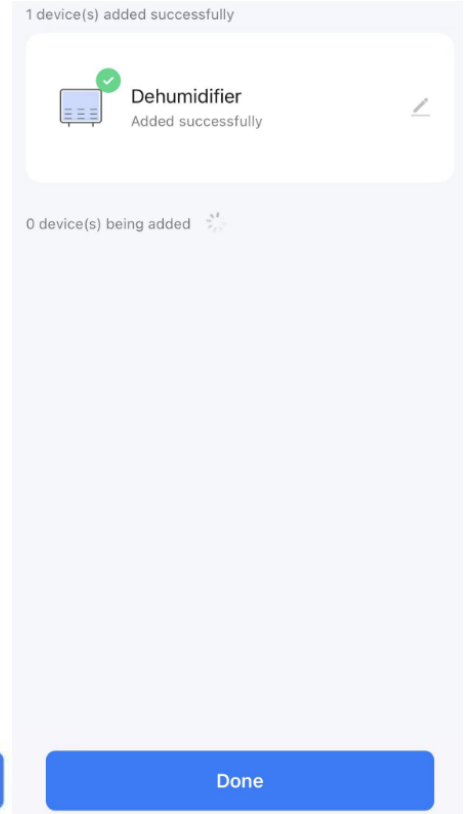 1 device(s) added successfully
Dehumidifier
Added successfully
0 device(s) being added
Done